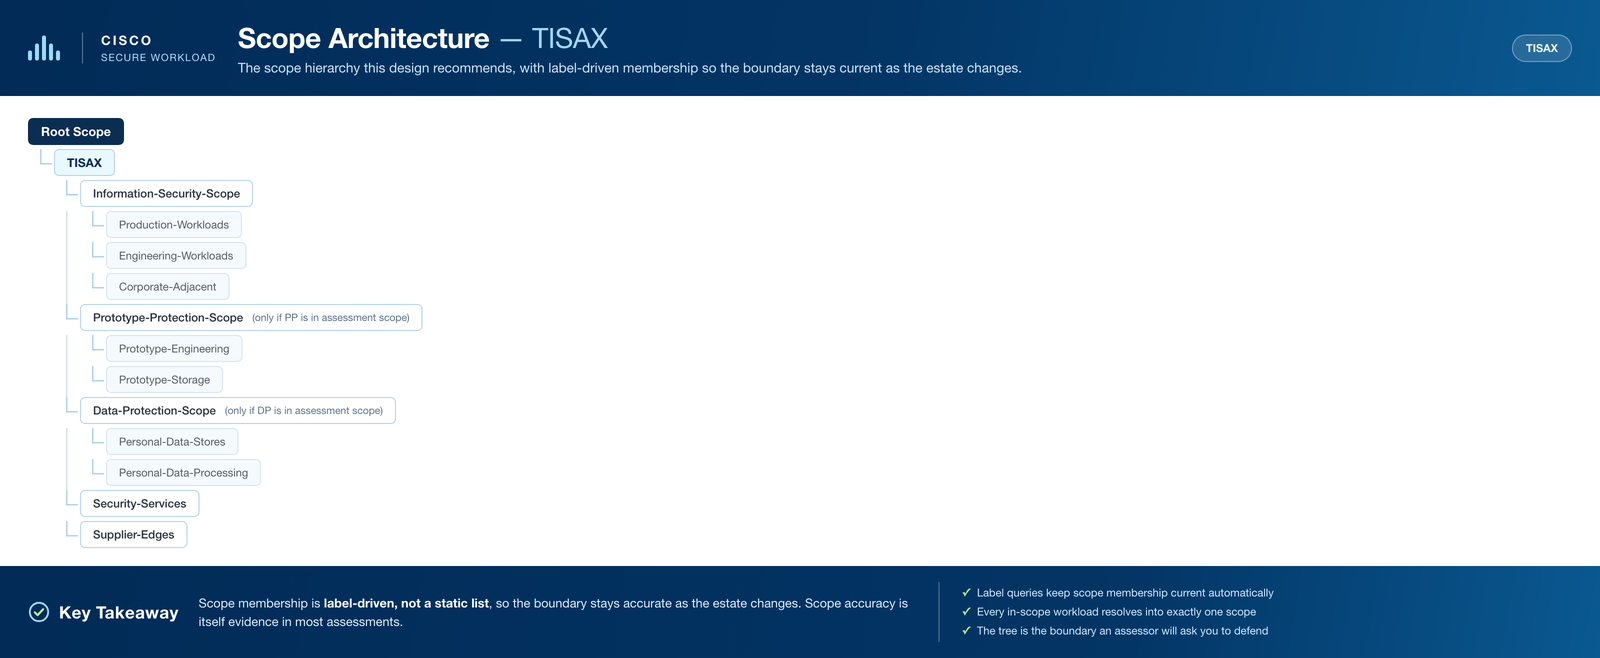 CISCO
SECURE WORKLOAD
Scope Architecture — TISAX
The scope hierarchy this design recommends, with label-driven membership so the boundary stays current as the estate changes.
TISAX
Root Scope
TISAX
Information-Security-Scope
Production-Workloads
Engineering-Workloads
Corporate-Adjacent
Prototype-Protection-Scope (only if PP is in assessment scope)
Prototype-Engineering
Prototype-Storage
Data-Protection-Scope (only if DP is in assessment scope)
Personal-Data-Stores
Personal-Data-Processing
Security-Services
Supplier-Edges
Key Takeaway
Scope membership is label-driven, not a static list, so the boundary stays accurate as the estate changes. Scope accuracy is
itself evidence in most assessments.
✓ Label queries keep scope membership current automatically
✓ Every in-scope workload resolves into exactly one scope
✓ The tree is the boundary an assessor will ask you to defend